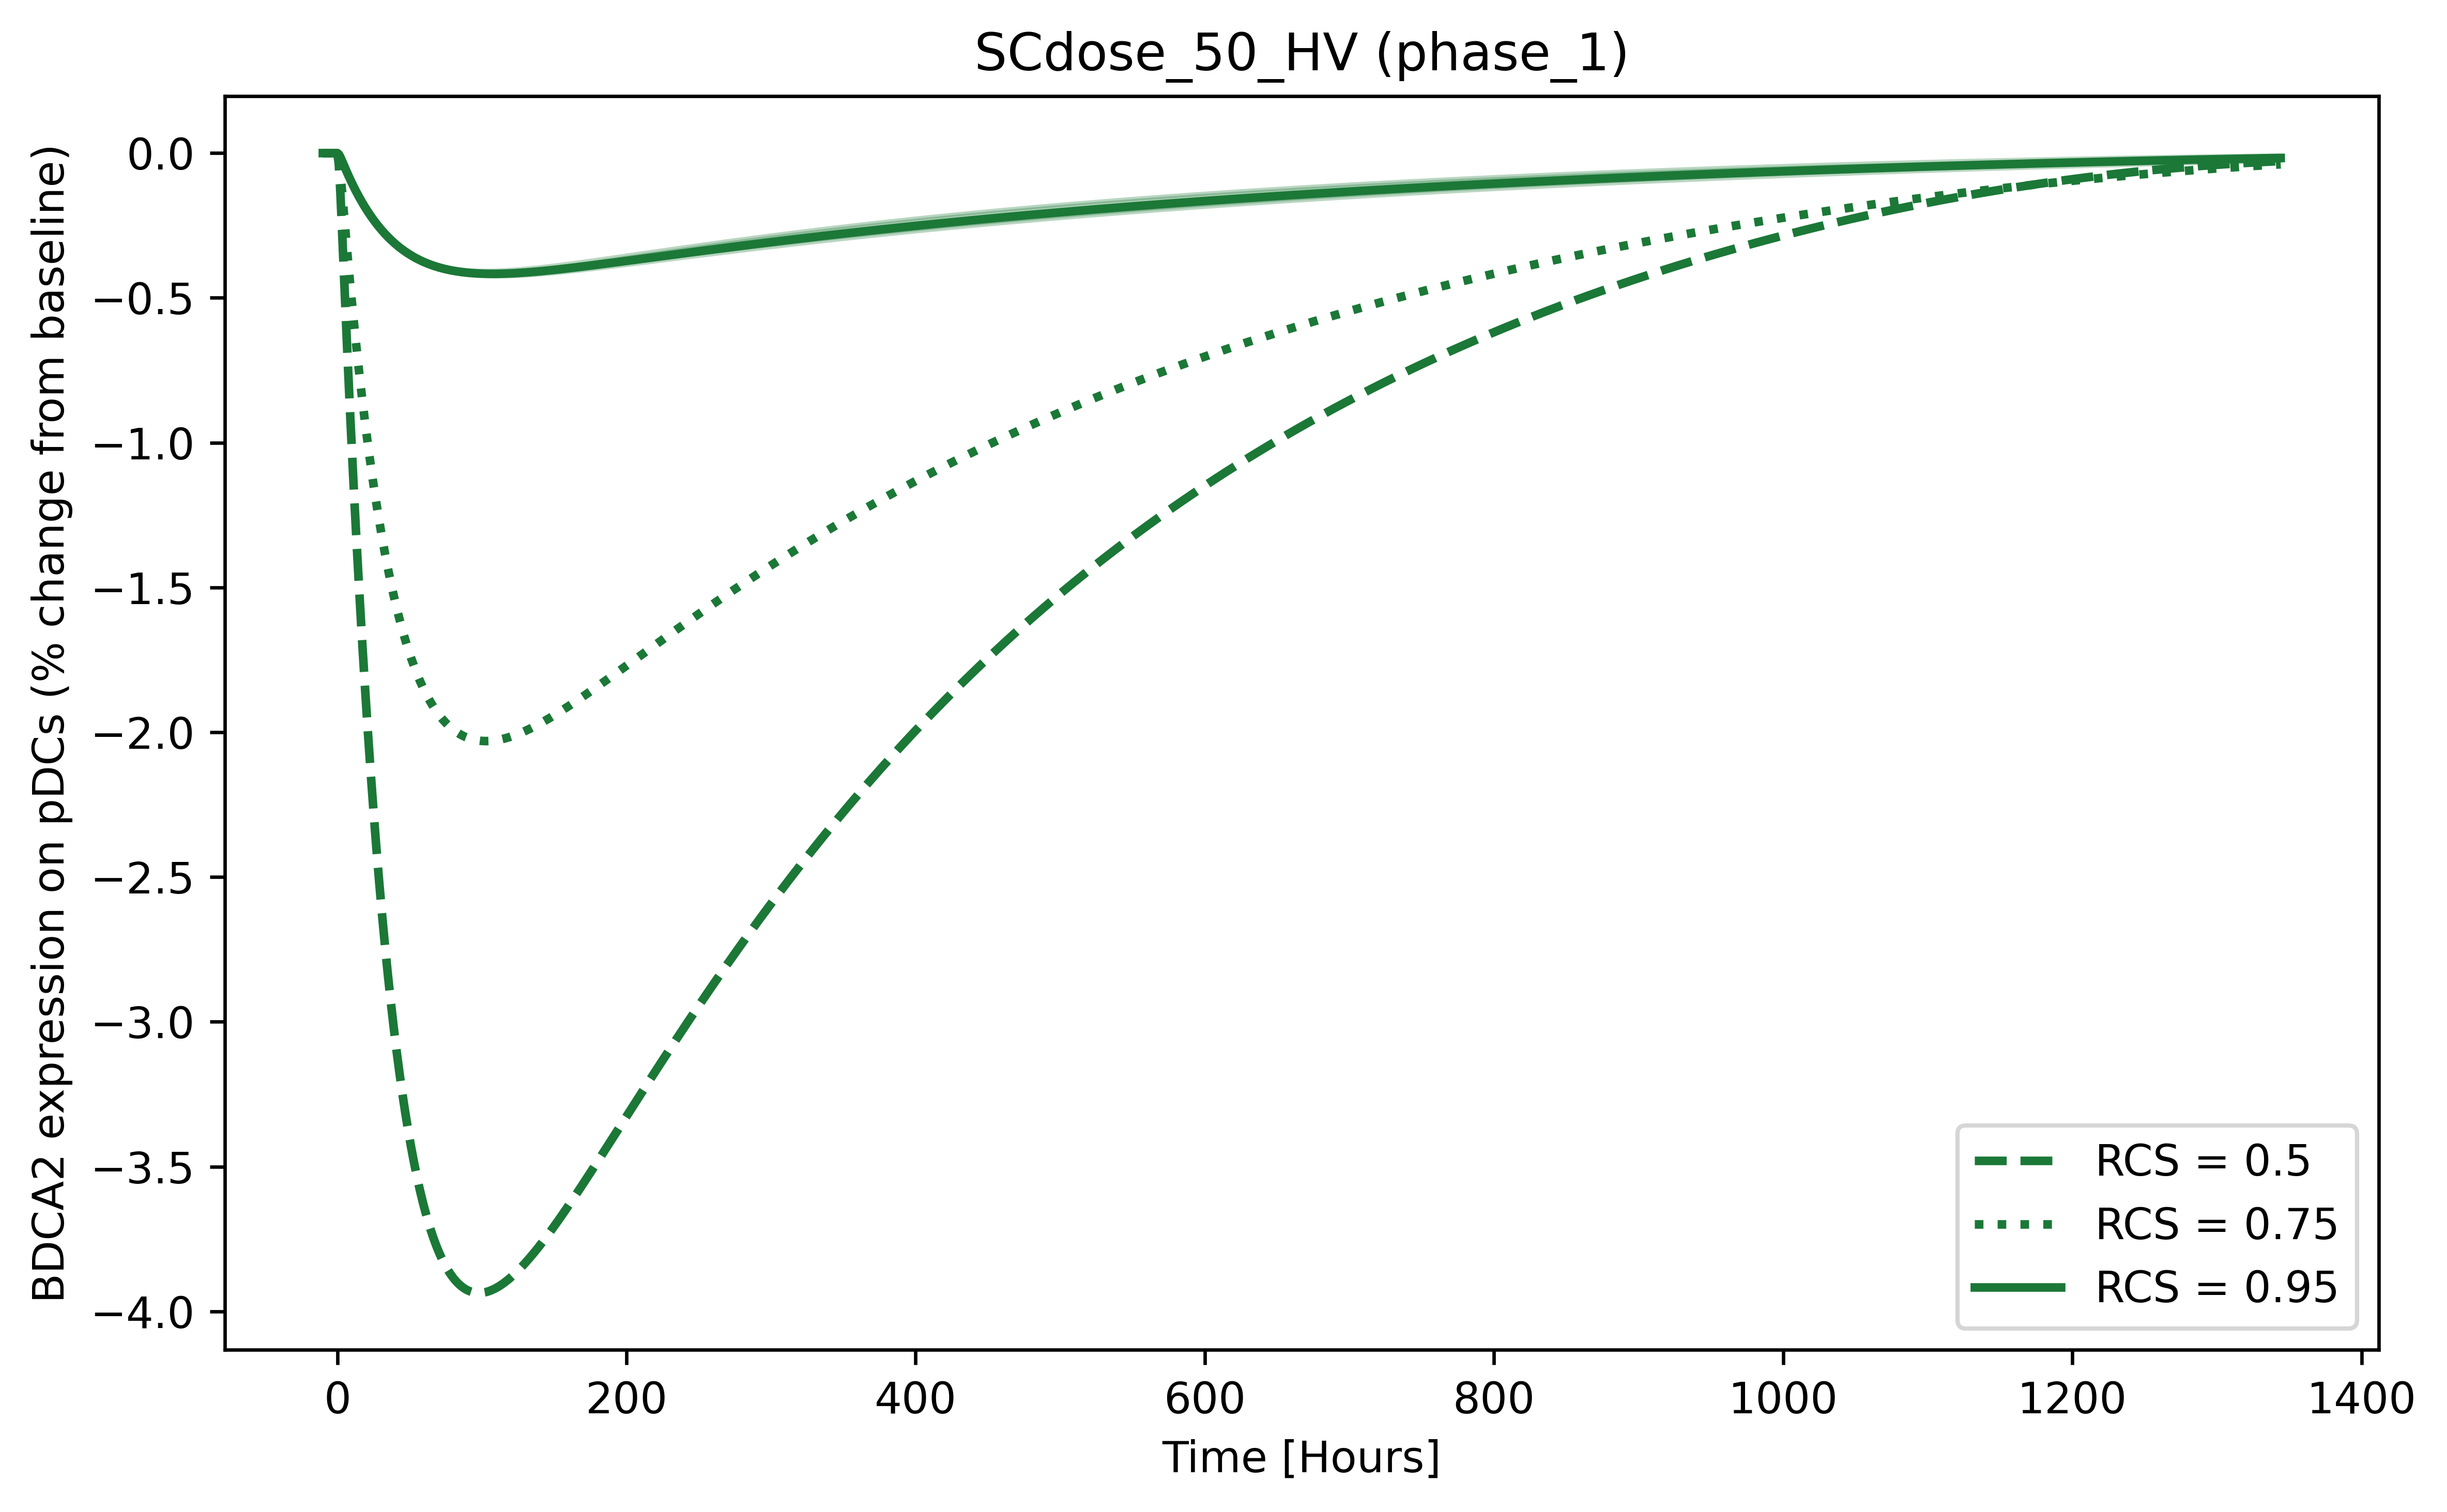 SCdose_50_HV (phase_1)
BDCA2 expression on pDCs (% change from baseline)
0.0
−0.5
−1.0
−1.5
−2.0
−2.5
−3.0
−3.5
−4.0
RCS = 0.5
RCS = 0.75
RCS = 0.95
0 200 400 600 800 1000 1200 1400
Time [Hours]